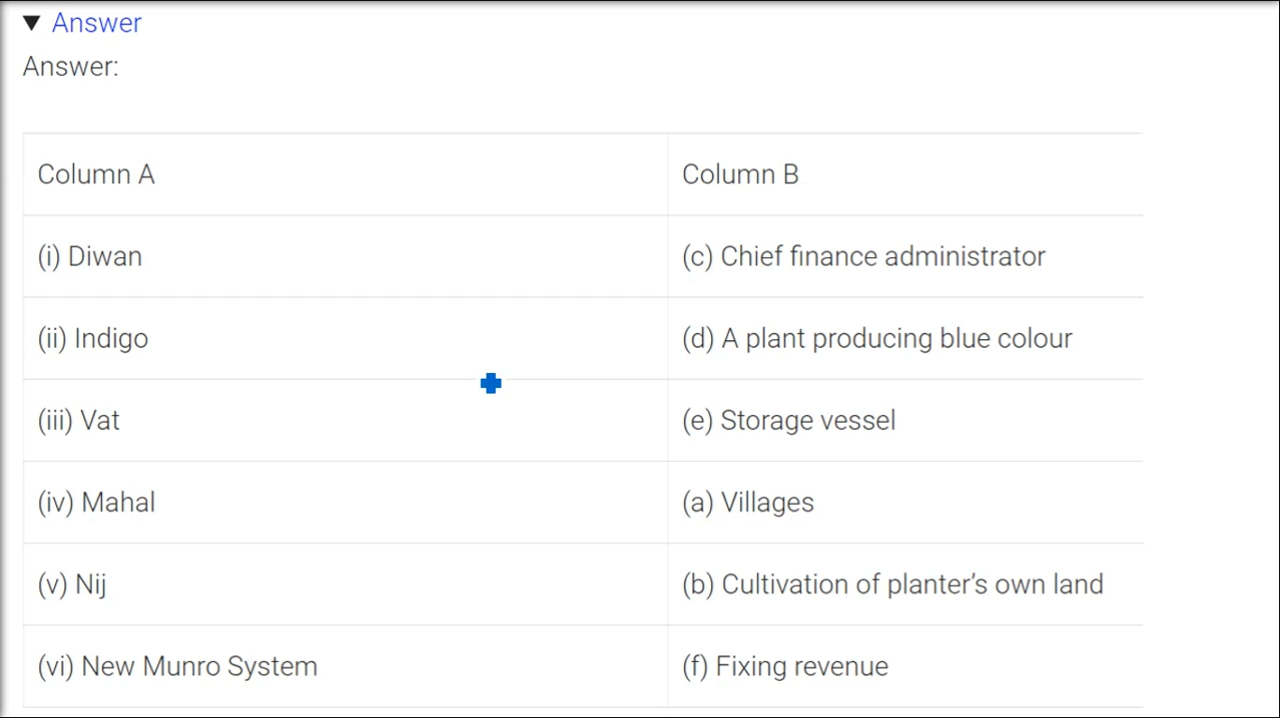 ▼ Answer
Answer:
Column A Column B
(i) Diwan (c) Chief finance administrator
(ii) Indigo (d) A plant producing blue colour
(iii) Vat (e) Storage vessel
(iv) Mahal (a) Villages
(v) Nij (b) Cultivation of planter’s own land
(vi) New Munro System (f) Fixing revenue